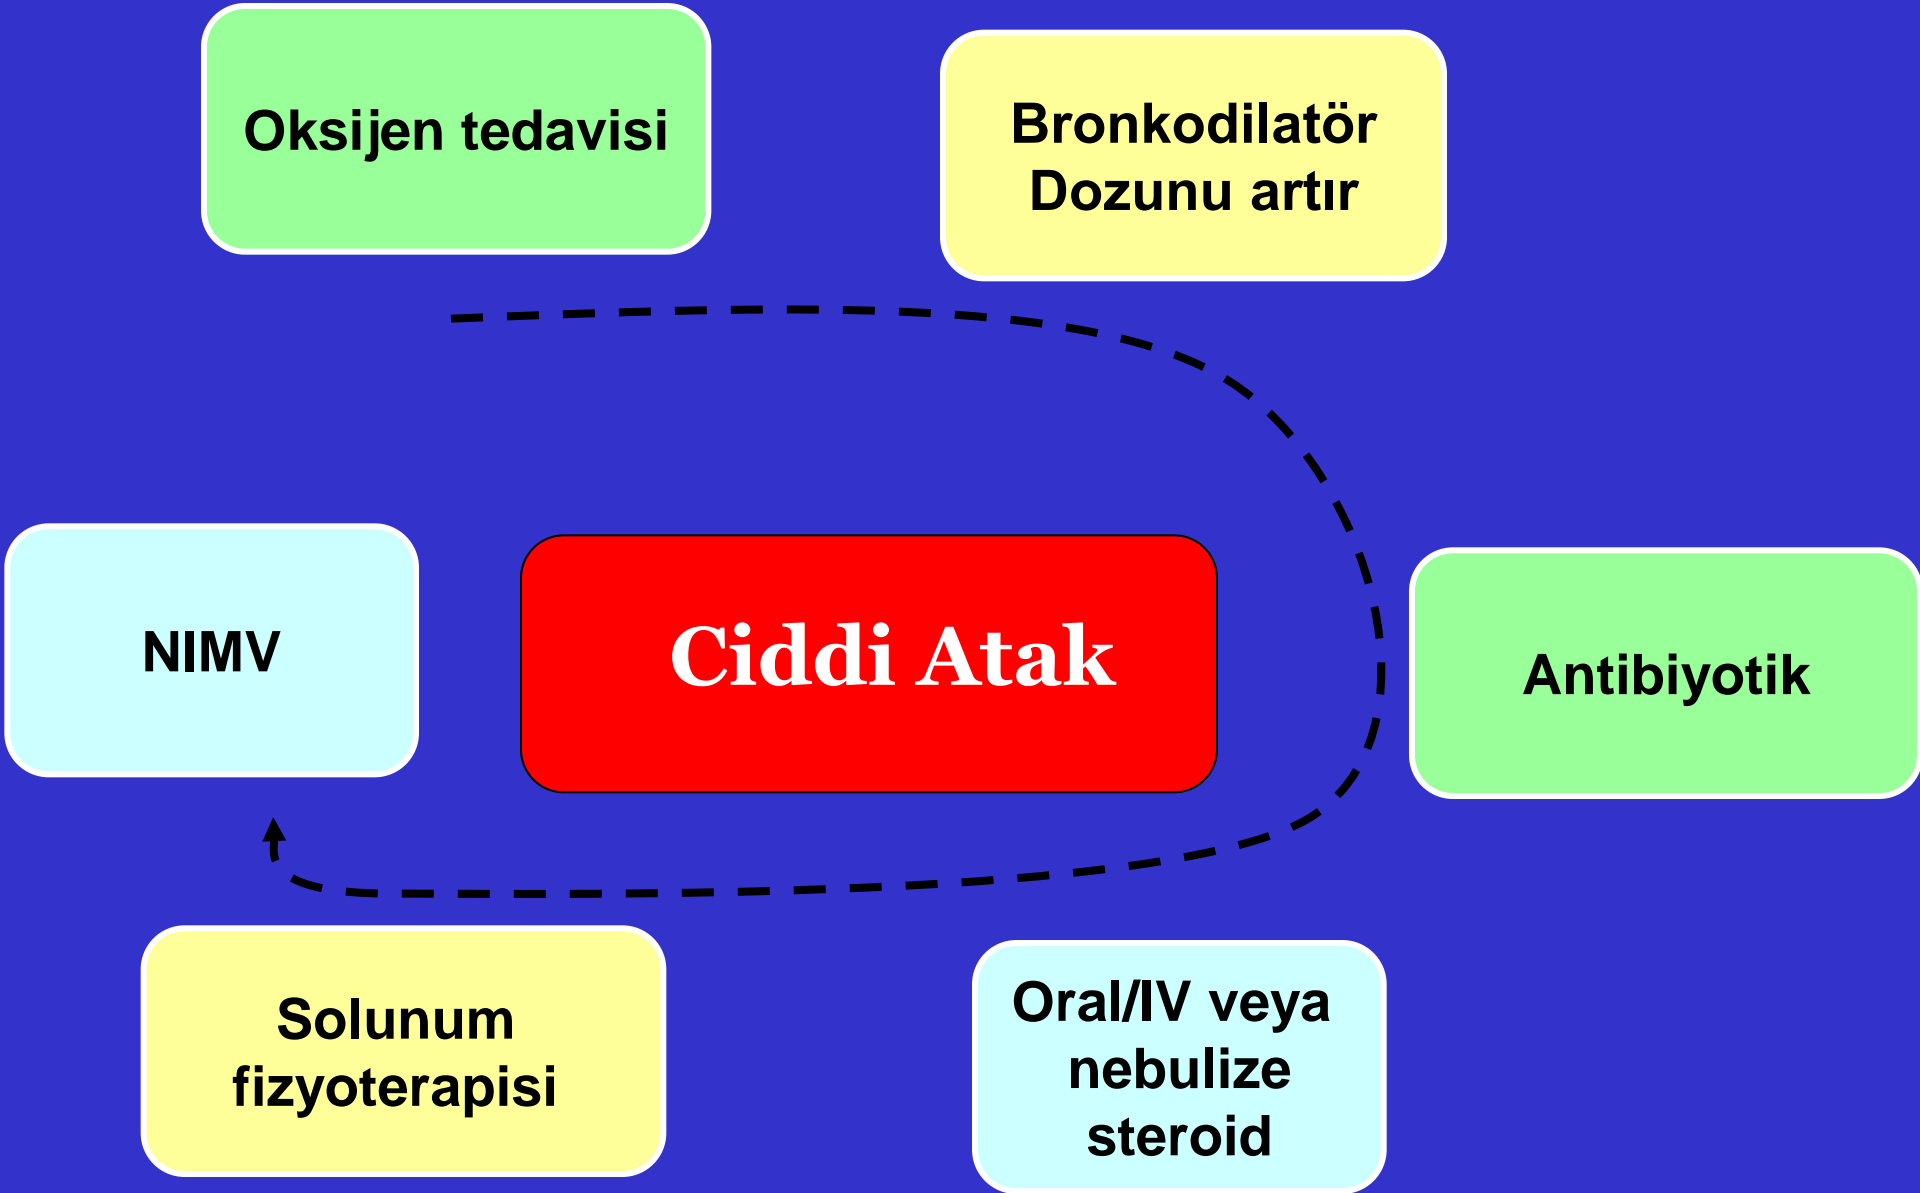 Oksijen tedavisi
Bronkodilatör
Dozunu artır
NIMV
Ciddi Atak
Antibiyotik
Solunum
fizyoterapisi
Oral/IV veya
nebulize
steroid